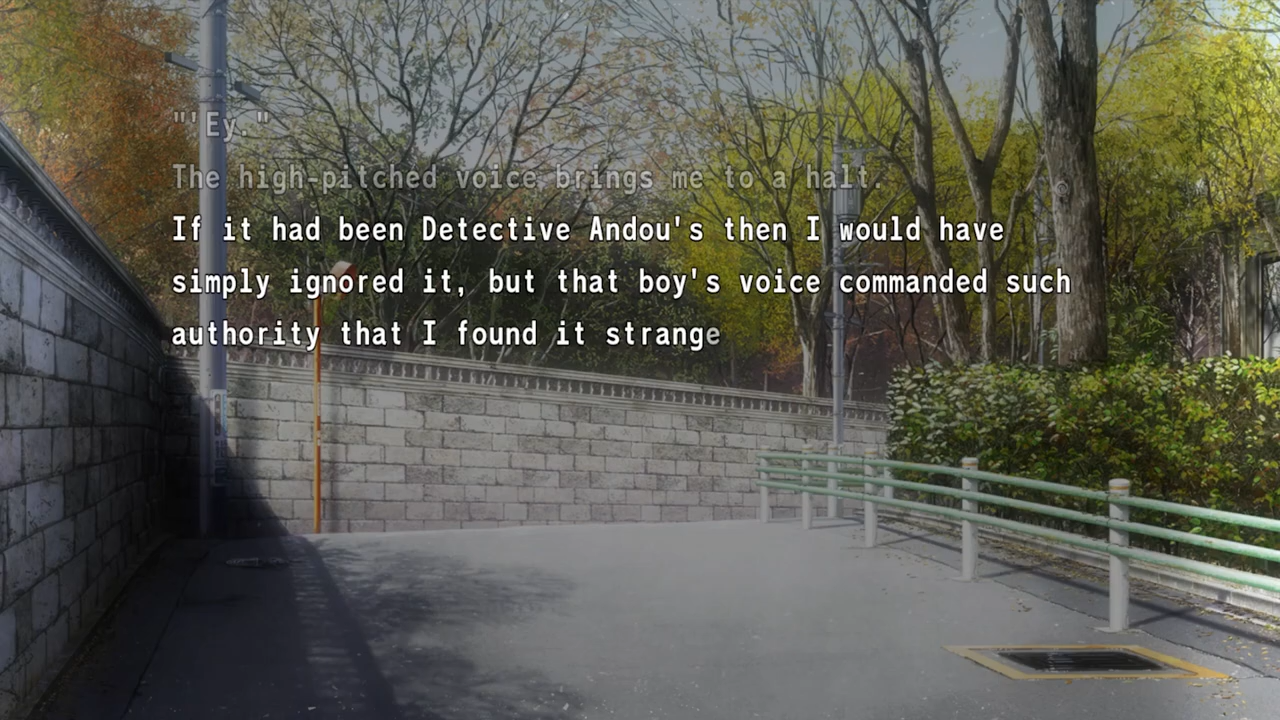 "'Ey."
The high-pitched voice brings me to a halt.
If it had been Detective Andou's then I would have
simply ignored it, but that boy's voice commanded such
authority that I found it strange